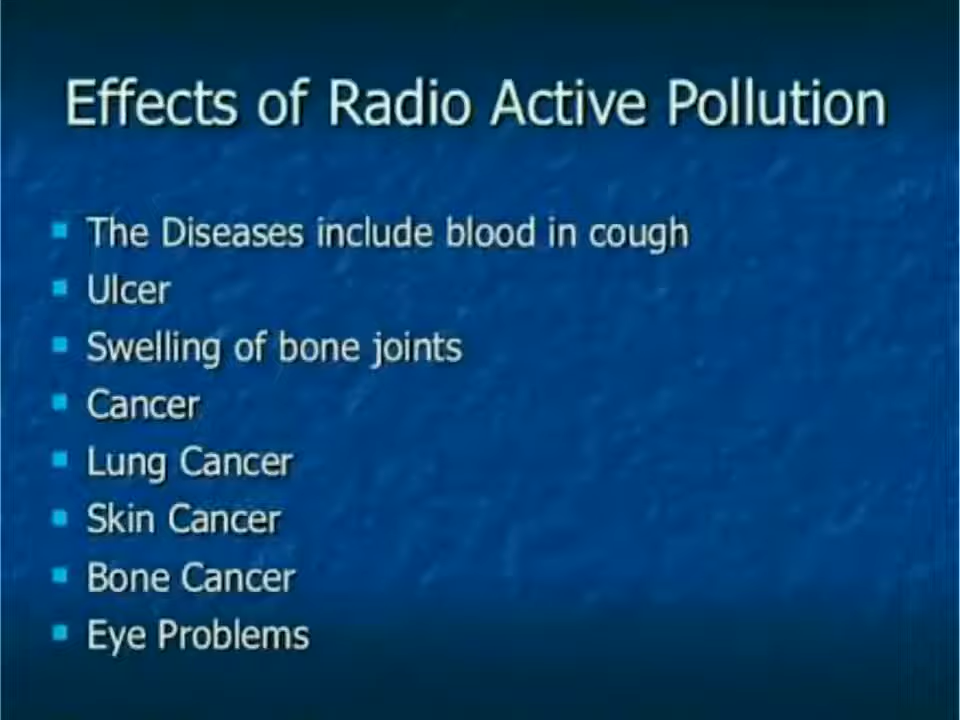 Effects of Radio Active Pollution
The Diseases include blood in cough
Ulcer
Swelling of bone joints
Cancer
Lung Cancer
Skin Cancer
Bone Cancer
Eye Problems